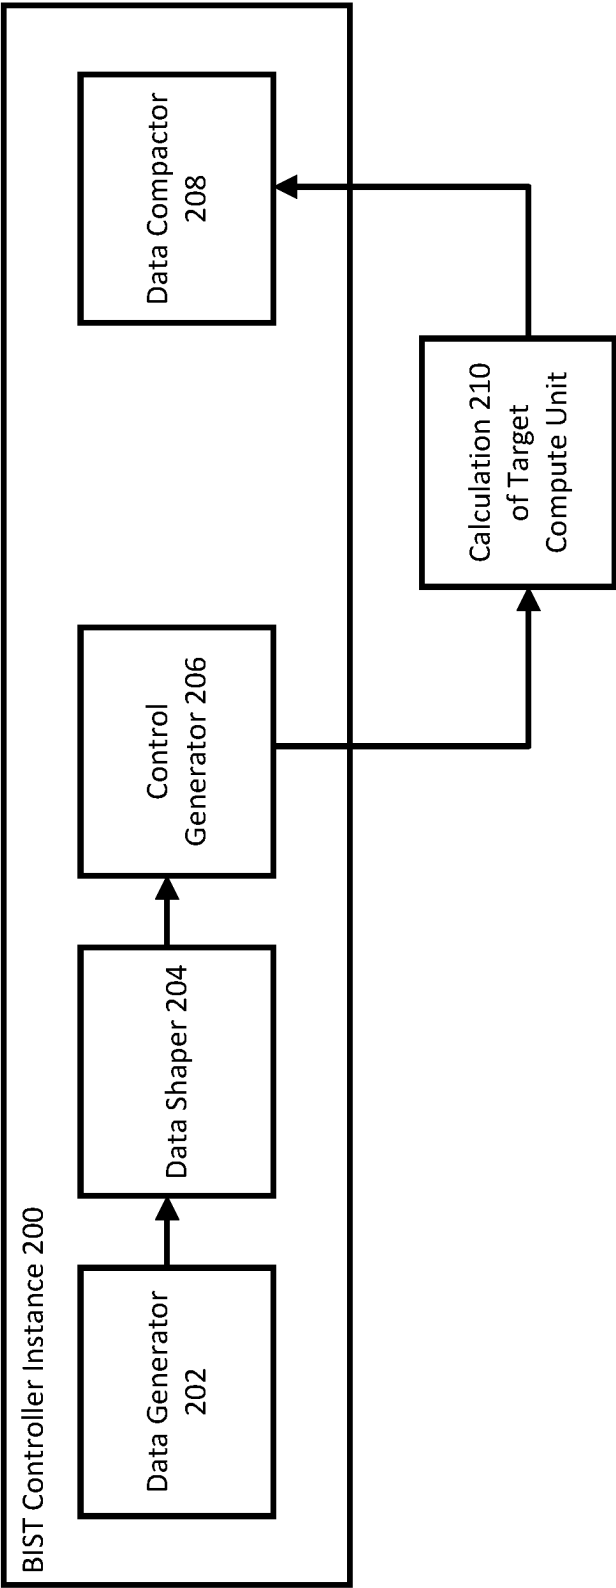 BIST Controller Instance 200
Data Generator
202
Data Shaper 204
Control
Generator 206
Data Compactor
208
Calculation 210
of Target
Compute Unit